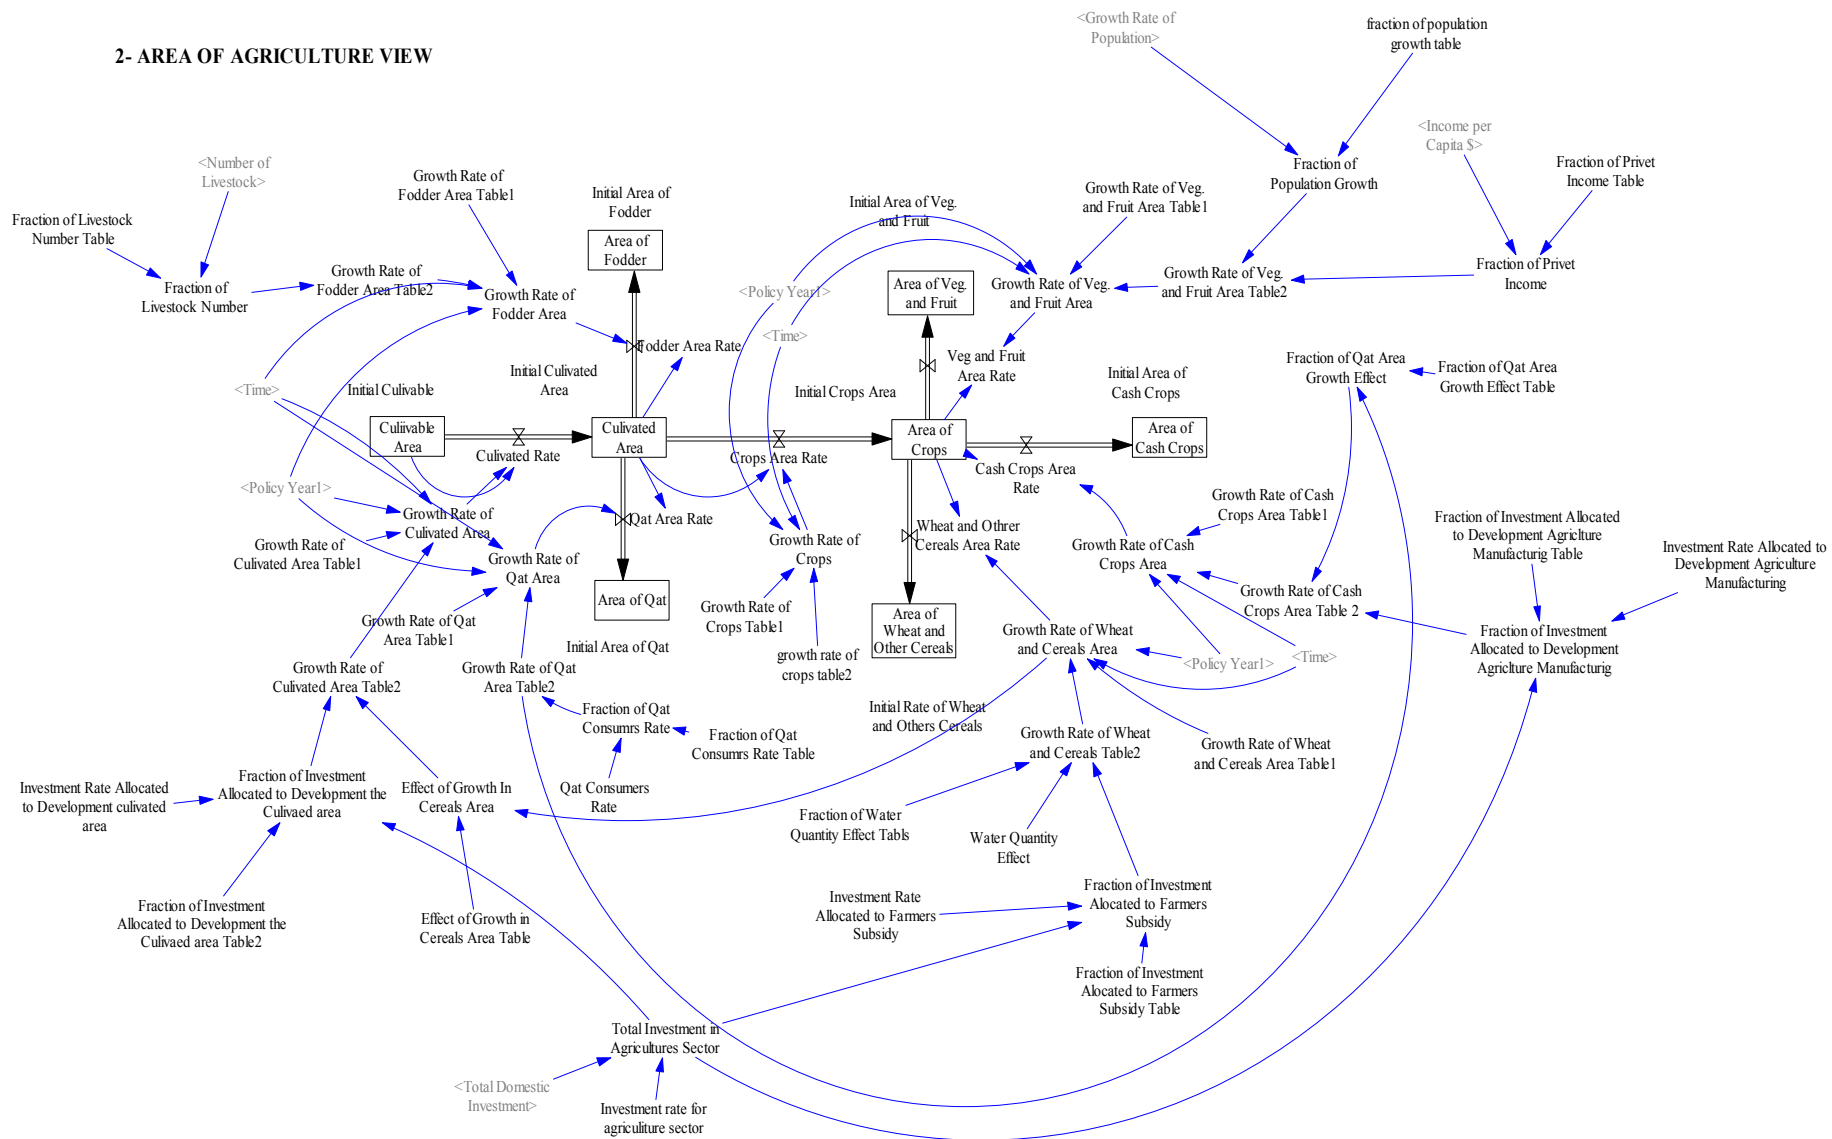 2- AREA OF AGRICULTURE VIEW
<Growth Rate of
Population>
fraction of population
growth table
<Income per
Capita $>
Fraction of Privet
Income Table
Fraction of
Population Growth
<Number of
Livestock>
Growth Rate of
Fodder Area Table1
Initial Area of
Fodder
Initial Area of Veg.
and Fruit
Growth Rate of Veg.
and Fruit Area Table1
Fraction of Livestock
Number Table
Area of
Fodder
Fraction of
Livestock Number
Growth Rate of
Fodder Area Table2
Growth Rate of
Fodder Area
<Policy Year1>
Area of Veg.
and Fruit
Growth Rate of Veg.
and Fruit Area
Growth Rate of Veg.
and Fruit Area Table2
Fraction of Privet
Income
<Time>
Fodder Area Rate
Veg and Fruit
Area Rate
Fraction of Qat Area
Growth Effect
Fraction of Qat Area
Growth Effect Table
<Time>
Initial Culivable
Initial Culivated
Area
Initial Crops Area
Initial Area of
Cash Crops
Culiivable
Area
Culivated
Area
Area of
Crops
Area of
Cash Crops
Culivated Rate
Crops Area Rate
Cash Crops Area
Rate
<Policy Year1>
Growth Rate of
Culivated Area
Qat Area Rate
Wheat and Othrer
Cereals Area Rate
Growth Rate of Cash
Crops Area Table1
Fraction of Investment Allocated
to Development Agriclture
Manufacturig Table
Growth Rate of
Culivated Area Table1
Growth Rate of
Qat Area
Growth Rate of
Crops
Growth Rate of Cash
Crops Area
Investment Rate Allocated to
Development Agriculture
Manufacturing
Area of Qat
Growth Rate of
Crops Table1
Area of
Wheat and
Other Cereals
Growth Rate of Cash
Crops Area Table 2
Growth Rate of Qat
Area Table1
Initial Area of Qat
growth rate of
crops table2
Growth Rate of Wheat
and Cereals Area
<Policy Year1>
<Time>
Fraction of Investment
Allocated to Development
Agriclture Manufacturig
Growth Rate of
Culivated Area Table2
Growth Rate of Qat
Area Table2
Fraction of Qat
Consumrs Rate
Fraction of Qat
Consumrs Rate Table
Initial Rate of Wheat
and Others Cereals
Growth Rate of Wheat
and Cereals Table2
Growth Rate of Wheat
and Cereals Area Table1
Investment Rate Allocated
to Development culivated
area
Fraction of Investment
Allocated to Development the
Culivaed area
Effect of Growth In
Cereals Area
Qat Consumers
Rate
Fraction of Water
Quantity Effect Tabls
Water Quantity
Effect
Fraction of Investment
Allocated to Development the
Culivaed area Table2
Effect of Growth in
Cereals Area Table
Investment Rate
Allocated to Farmers
Subsidy
Fraction of Investment
Alocated to Farmers
Subsidy
Fraction of Investment
Alocated to Farmers
Subsidy Table
Total Investment in
Agricultures Sector
<Total Domestic
Investment>
Investment rate for
agriculiture sector